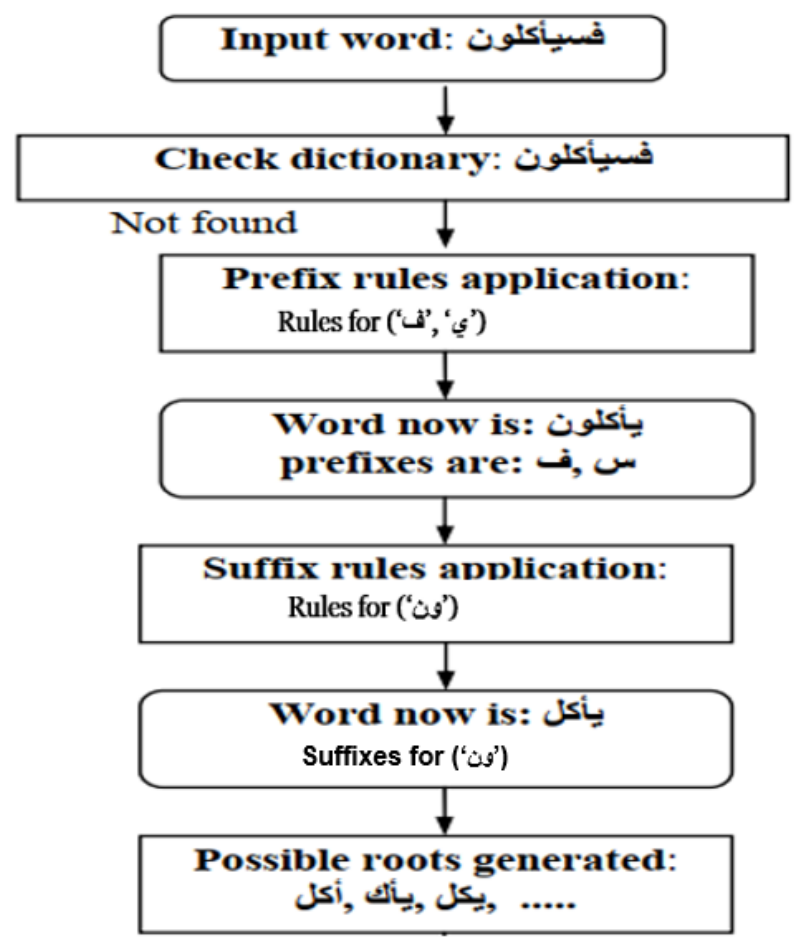 Input word: فسيأكلون
Check dictionary: فسيأكلون
Not found
Prefix rules application:
Rules for (‘ف’, ‘ي’)
Word now is: يأكلون
prefixes are: ف, س
Suffix rules application:
Rules for (‘ون’)
Word now is: يأكل
Suffixes for (‘ون’)
Possible roots generated:
أكل, يأك, يكل, .....